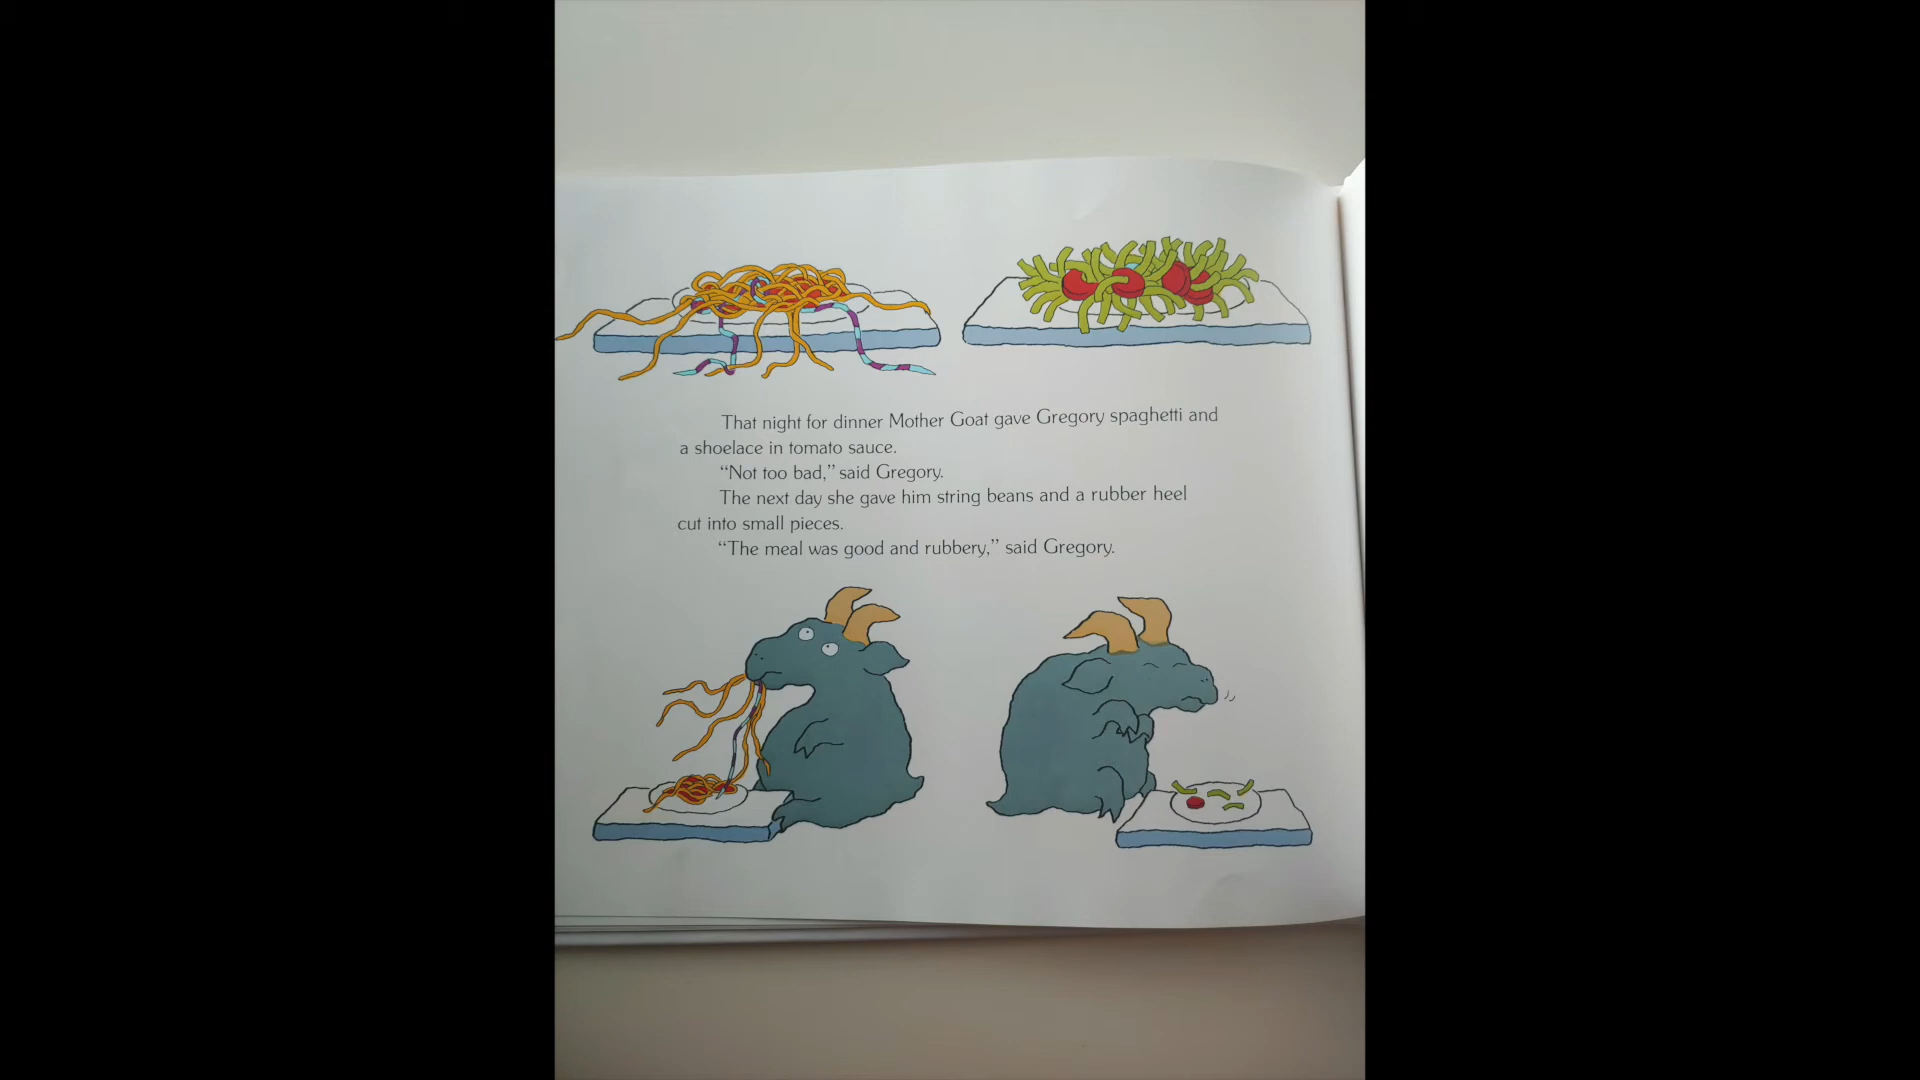 That night for dinner Mother Goat gave Gregory spaghetti and
a shoelace in tomato sauce.
“Not too bad,” said Gregory.
The next day she gave him string beans and a rubber heel
cut into small pieces.
“The meal was good and rubbery,” said Gregory.